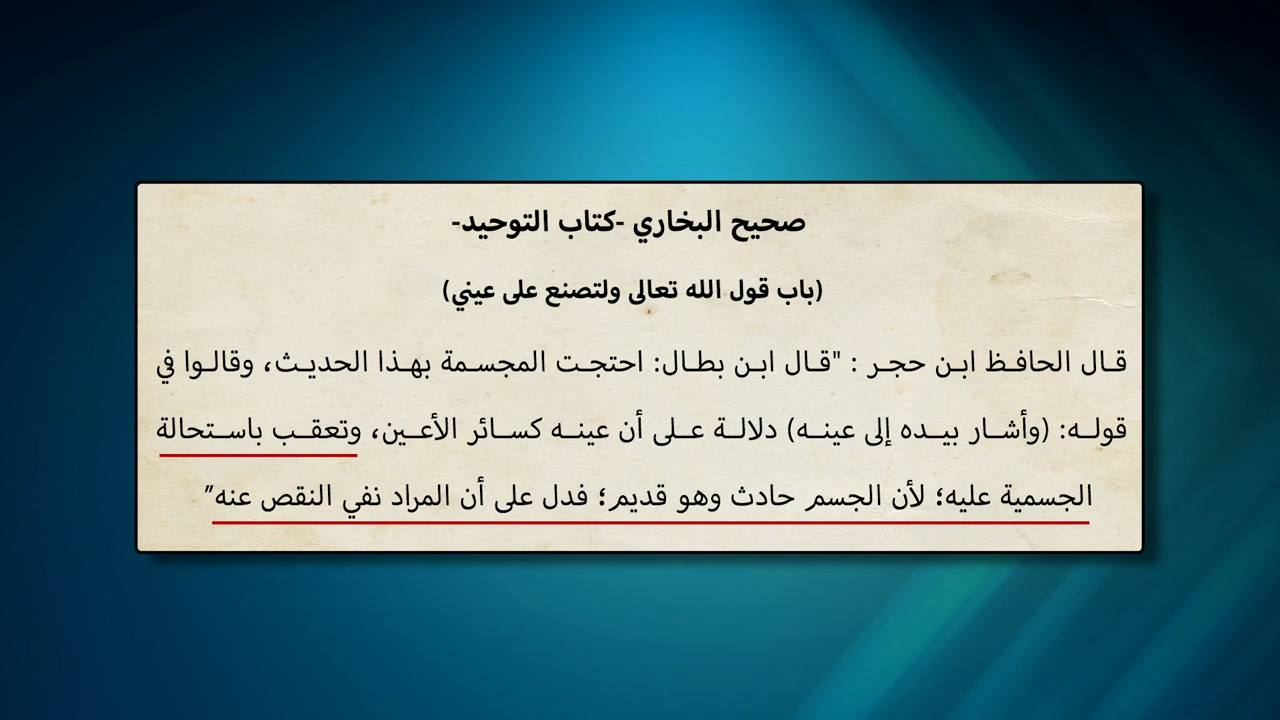 صحيح البخاري -كتاب التوحيد-
(باب قول الله تعالى ولتصنع على عيني)
قال الحافظ ابن حجر : "قال ابن بطال: احتجت المجسمة بهذا الحديث، وقالوا في
قوله: (وأشار بيده إلى عينه) دلالة على أن عينه كسائر الأعين، وتعقب باستحالة
الجسمية عليه؛ لأن الجسم حادث وهو قديم؛ فدل على أن المراد نفي النقص عنه"